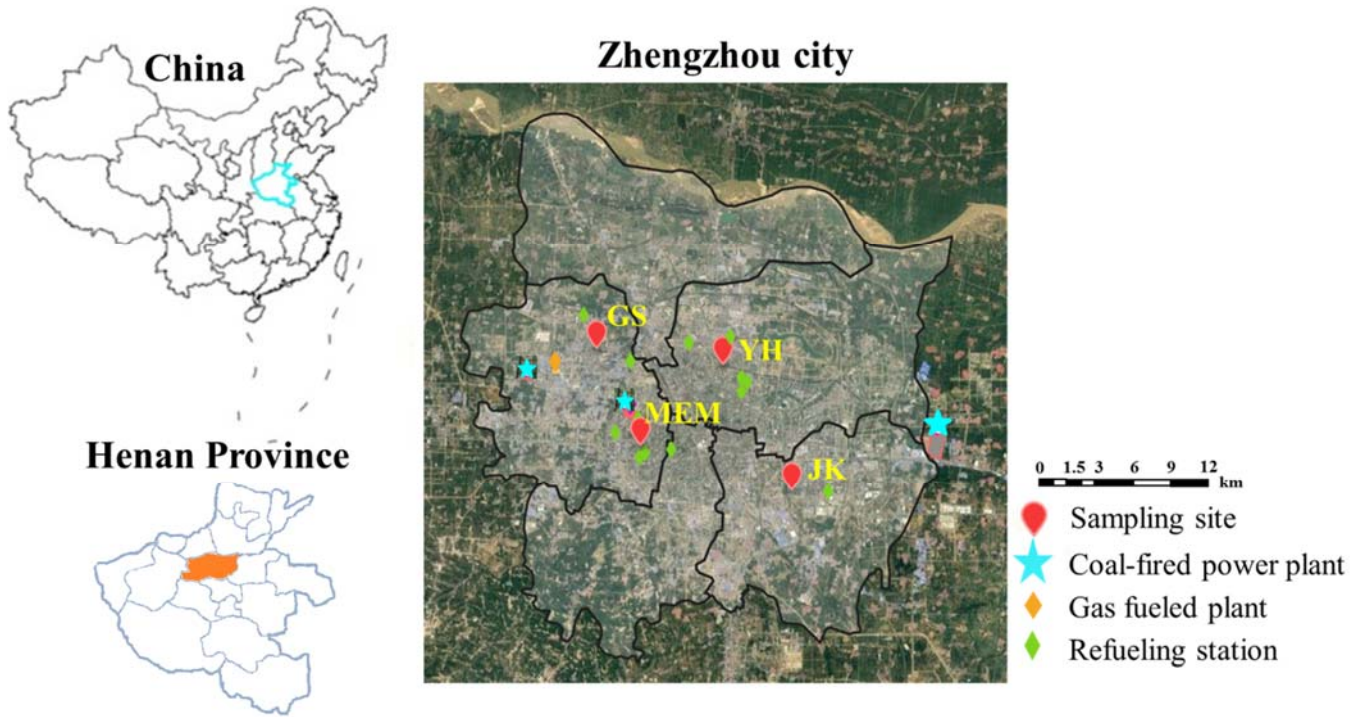 China
Zhengzhou city
GS
YH
MEM
JK
Henan Province
0 1.5 3 6 9 12
km
Sampling site
Coal-fired power plant
Gas fueled plant
Refueling station